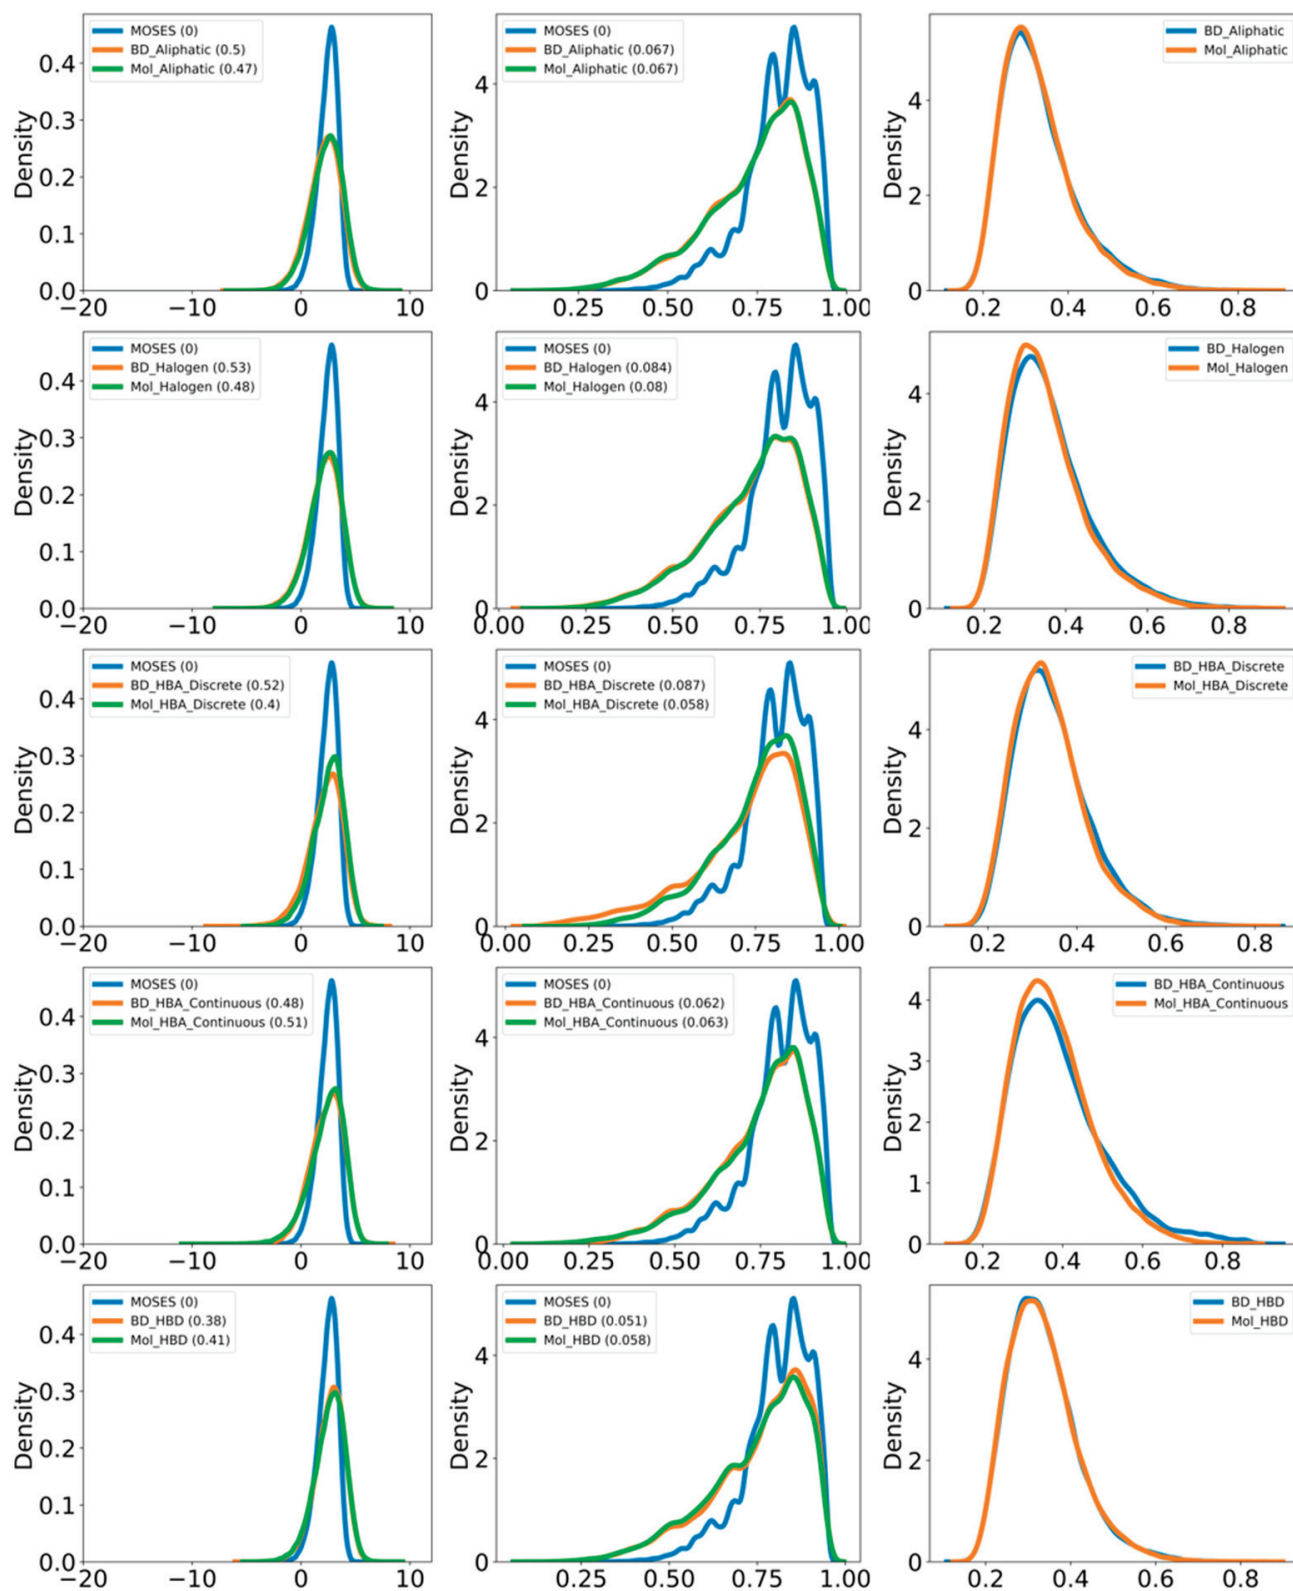 MOSES (0)
BD_Aliphatic (0.5)
Mol_Aliphatic (0.47)
Density
0.4
0.3
0.2
0.1
0.0
−20
−10
0
10
MOSES (0)
BD_Aliphatic (0.067)
Mol_Aliphatic (0.067)
Density
4
2
0
0.25
0.50
0.75
1.00
BD_Aliphatic
Mol_Aliphatic
Density
4
2
0
0.2
0.4
0.6
0.8
MOSES (0)
BD_Halogen (0.53)
Mol_Halogen (0.48)
Density
0.4
0.3
0.2
0.1
0.0
−20
−10
0
10
MOSES (0)
BD_Halogen (0.084)
Mol_Halogen (0.08)
Density
4
2
0
0.00
0.25
0.50
0.75
1.00
BD_Halogen
Mol_Halogen
Density
4
2
0
0.2
0.4
0.6
0.8
MOSES (0)
BD_HBA_Discrete (0.52)
Mol_HBA_Discrete (0.4)
Density
0.4
0.3
0.2
0.1
0.0
−20
−10
0
10
MOSES (0)
BD_HBA_Discrete (0.087)
Mol_HBA_Discrete (0.058)
Density
4
2
0
0.00
0.25
0.50
0.75
1.00
BD_HBA_Discrete
Mol_HBA_Discrete
Density
4
2
0
0.2
0.4
0.6
0.8
MOSES (0)
BD_HBA_Continuous (0.48)
Mol_HBA_Continuous (0.51)
Density
0.4
0.3
0.2
0.1
0.0
−20
−10
0
10
MOSES (0)
BD_HBA_Continuous (0.062)
Mol_HBA_Continuous (0.063)
Density
4
2
0
0.00
0.25
0.50
0.75
1.00
BD_HBA_Continuous
Mol_HBA_Continuous
Density
4
3
2
1
0
0.2
0.4
0.6
0.8
MOSES (0)
BD_HBD (0.38)
Mol_HBD (0.41)
Density
0.4
0.3
0.2
0.1
0.0
−20
−10
0
10
MOSES (0)
BD_HBD (0.051)
Mol_HBD (0.058)
Density
4
2
0
0.25
0.50
0.75
1.00
BD_HBD
Mol_HBD
Density
4
2
0
0.2
0.4
0.6
0.8